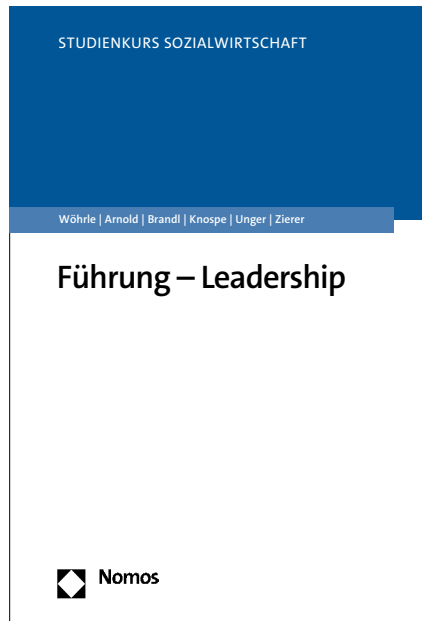 STUDIENKURS SOZIALWIRTSCHAFT
Wöhrle | Arnold | Brandl | Knospe | Unger | Zierer
Führung – Leadership
Nomos